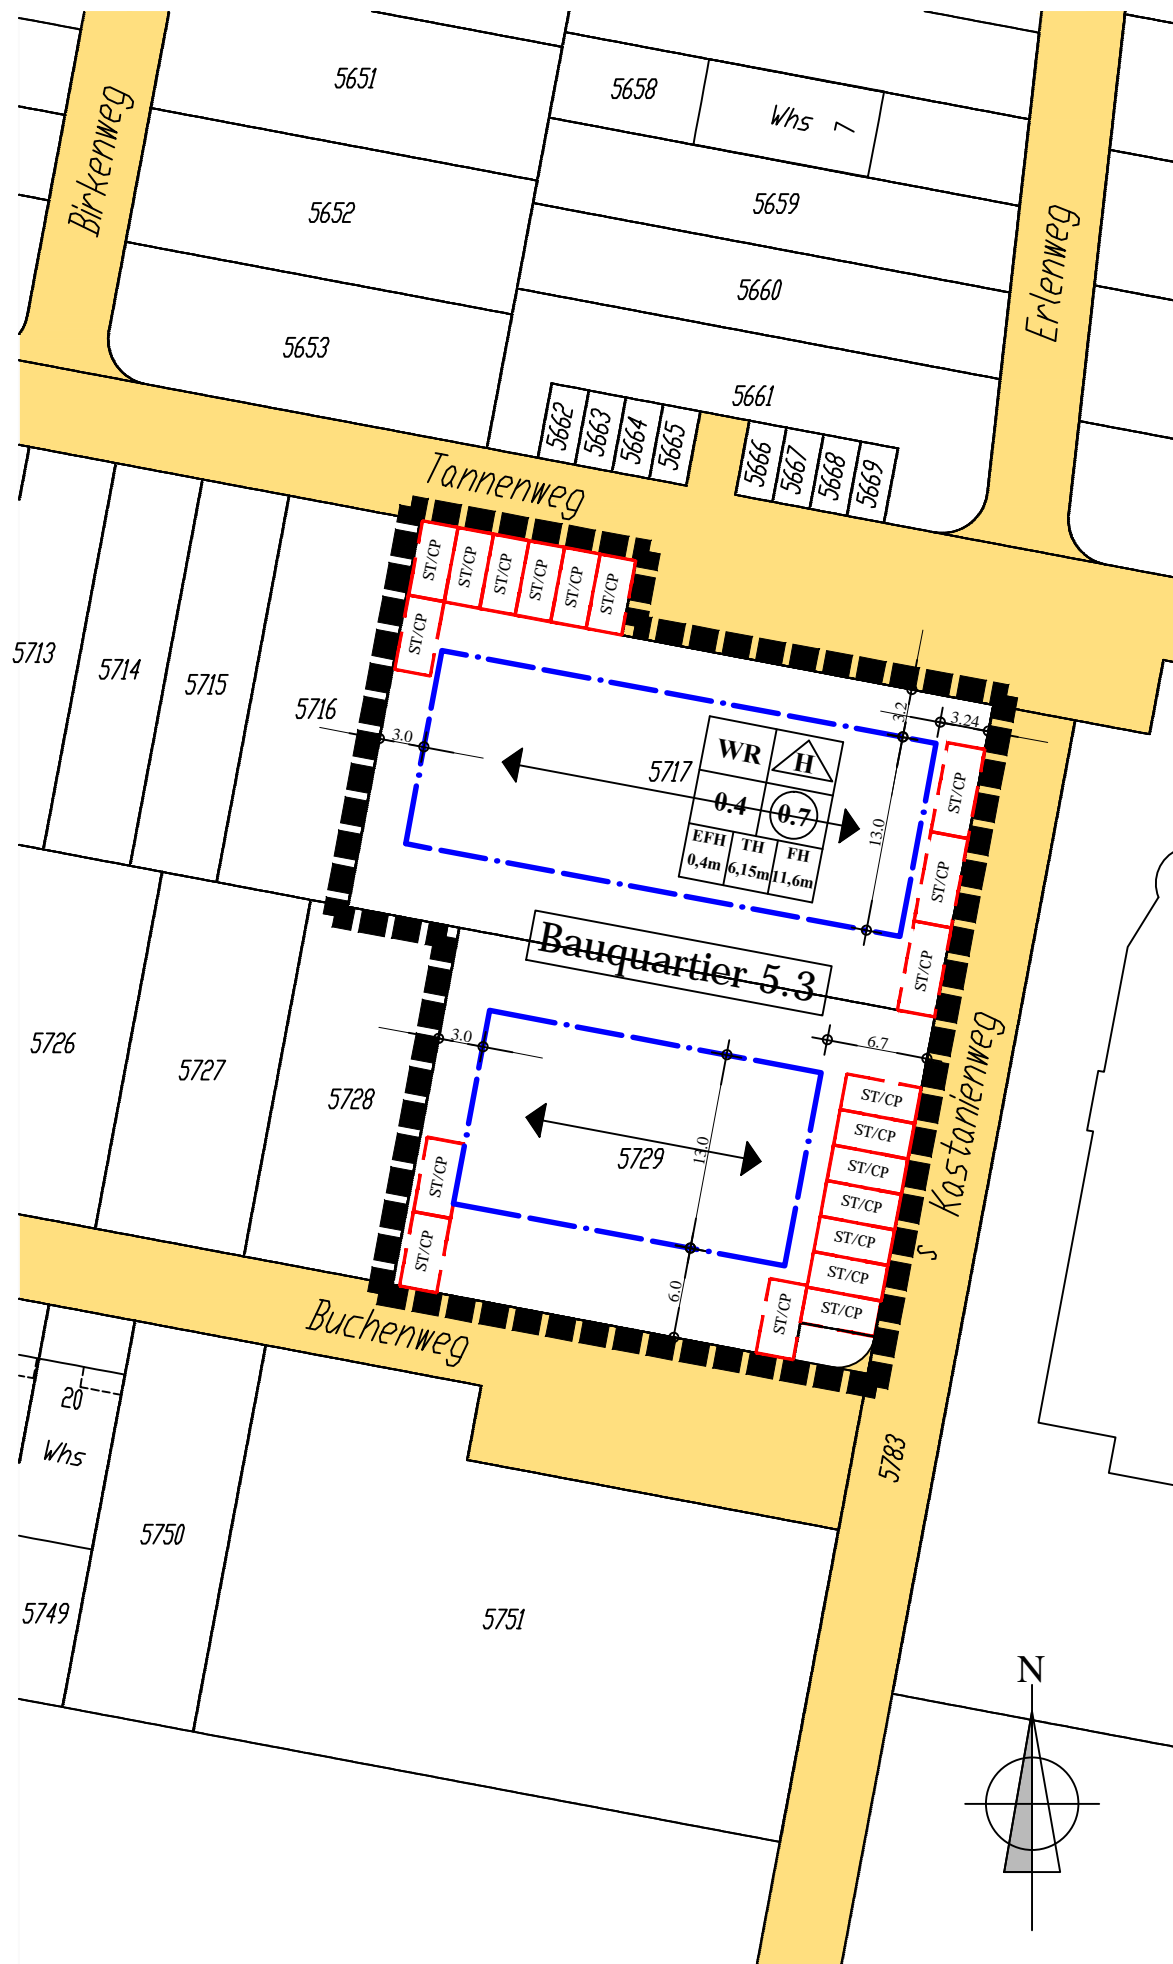 5651
5658
Whs 7
Birkenweg
5652
5659
Erlenweg
5660
5653
5661
5662
5663
5664
5665
5666
5667
5668
5669
Tannenweg
ST/CP
ST/CP
ST/CP
ST/CP
ST/CP
ST/CP
ST/CP
5713
5714
5715
5716
3.0
5717
3.2
3.24
WR
H
0.4
0.7
EFH
0,4m
TH
6,15m
FH
11,6m
13.0
ST/CP
ST/CP
ST/CP
Bauquartier 5.3
5726
5727
5728
3.0
6.7
5729
13.0
6.0
ST/CP
ST/CP
ST/CP
ST/CP
ST/CP
ST/CP
ST/CP
ST/CP
ST/CP
ST/CP
s
Kastanienweg
Buchenweg
20
Whs
5783
5750
5749
5751
N